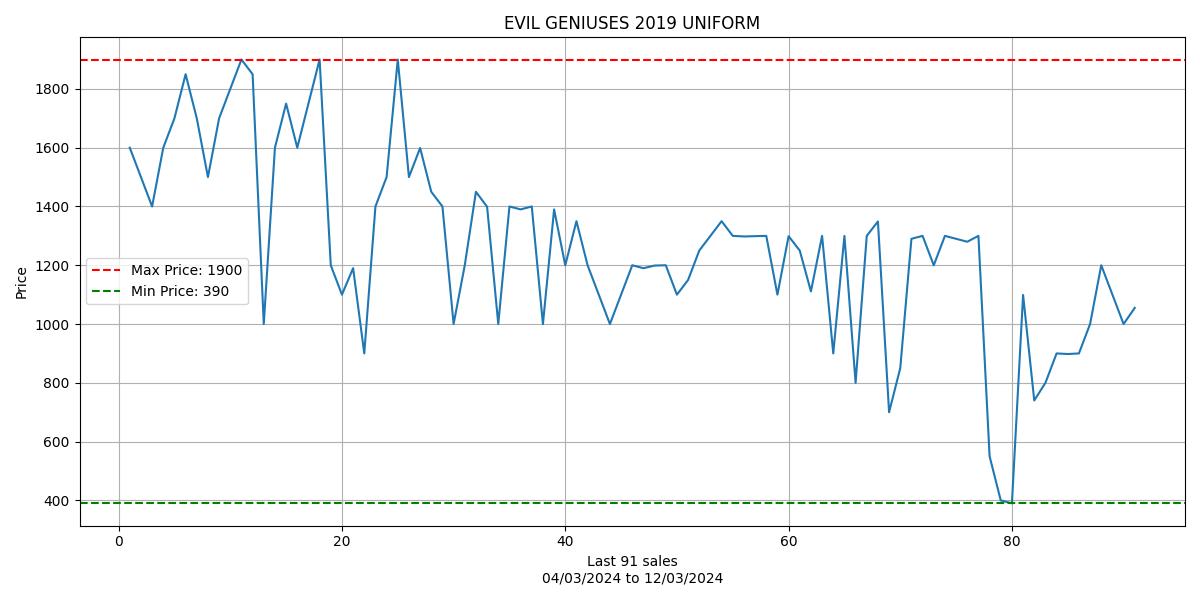 EVIL GENIUSES 2019 UNIFORM
Price
1800
1600
1400
1200
1000
800
600
400
Max Price: 1900
Min Price: 390
0 20 40 60 80
Last 91 sales
04/03/2024 to 12/03/2024